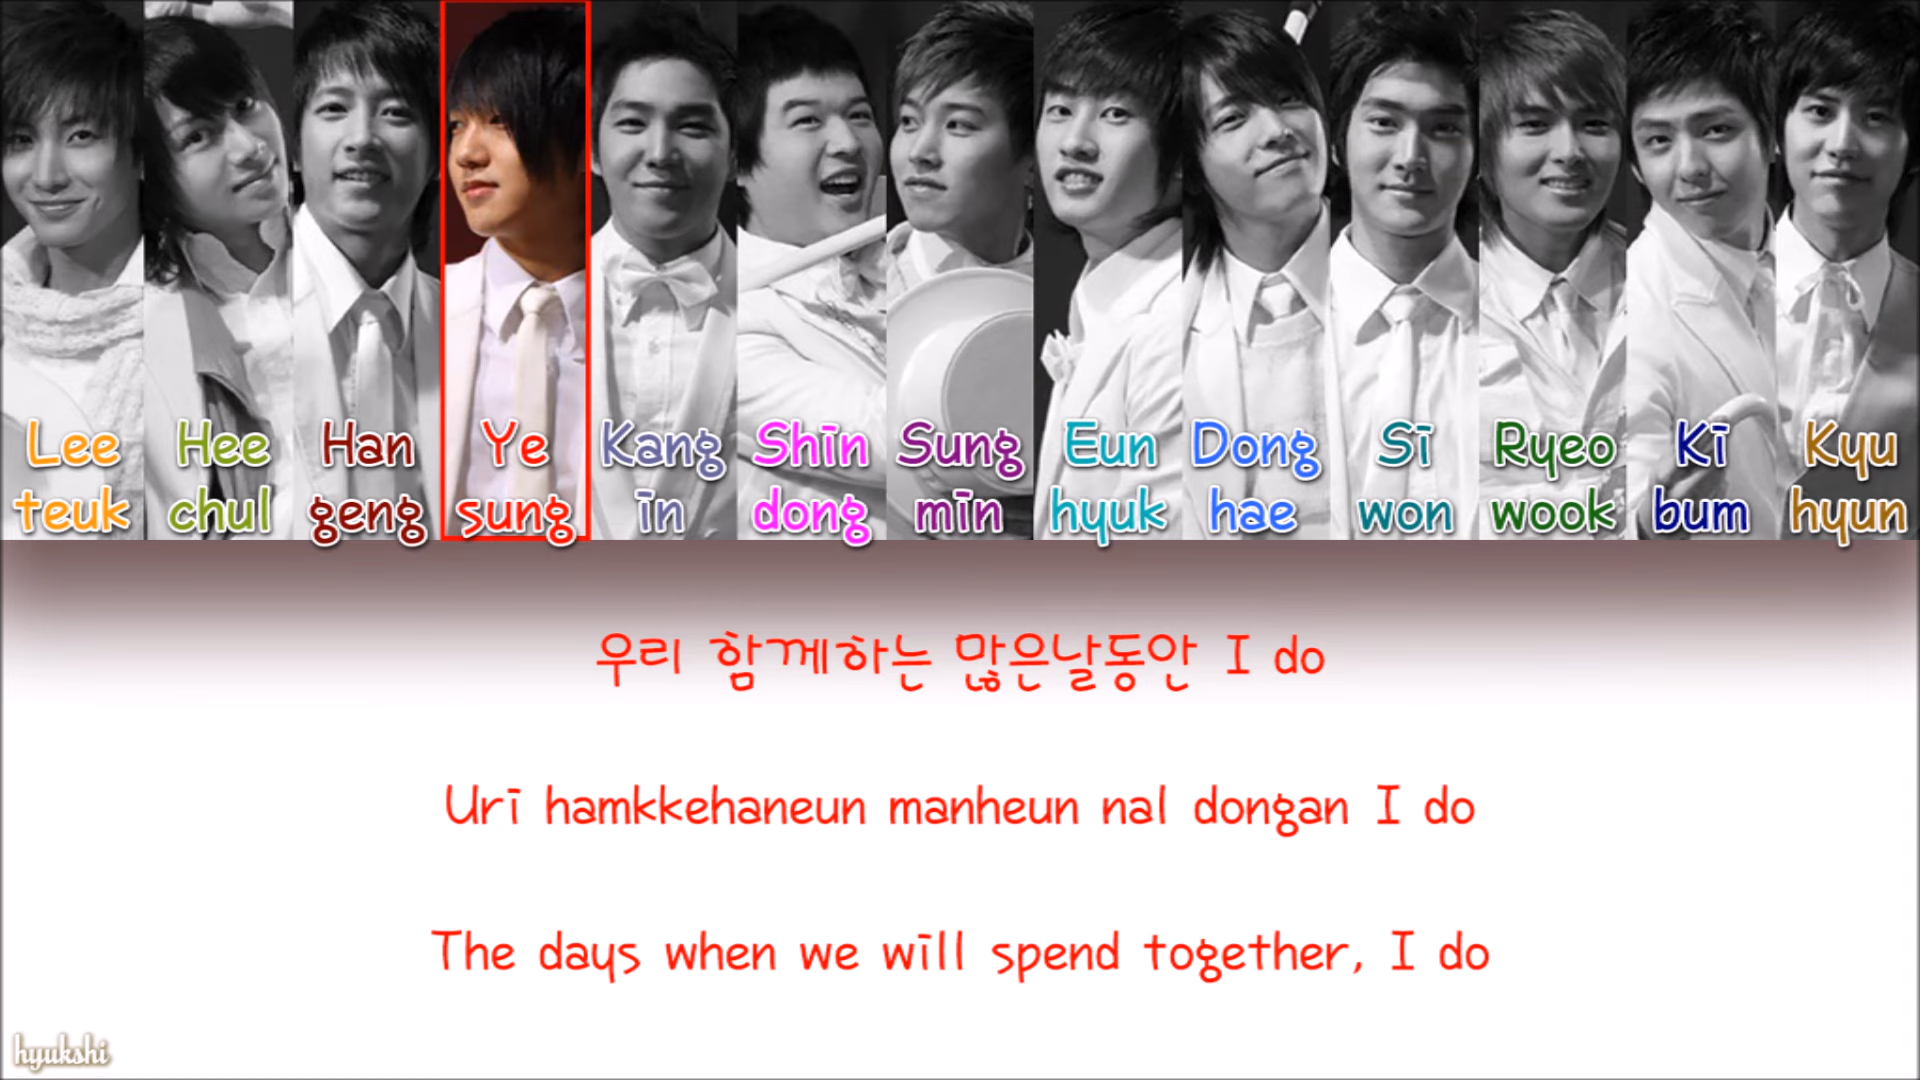 Lee teuk
Hee chul
Han geng
Ye sung
Kang in
Shin dong
Sung min
Eun hyuk
Dong hae
Si won
Ryeo wook
Ki bum
Kyu hyun
우리 함께하는 많은날동안 I do
Uri hamkkehaneun manheun nal dongan I do
The days when we will spend together, I do
hyukshi